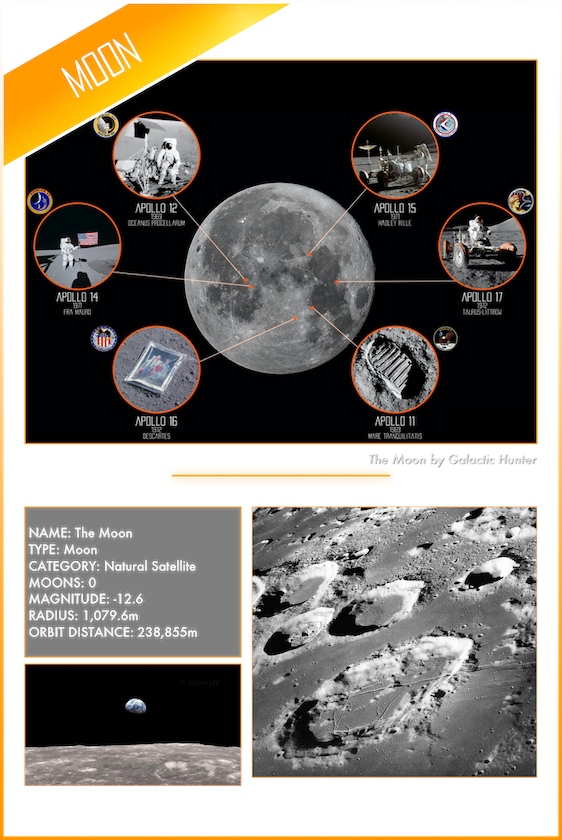 MOON
APOLLO 12
1969
OCEANUS PROCELLARUM
APOLLO 15
1971
HADLEY RILLE
APOLLO 14
1971
FRA MAURO
APOLLO 17
1972
TAURUS-LITTROW
APOLLO 16
1972
DESCARTES
APOLLO 11
1969
MARE TRANQUILITATIS
The Moon by Galactic Hunter
NAME: The Moon
TYPE: Moon
CATEGORY: Natural Satellite
MOONS: 0
MAGNITUDE: -12.6
RADIUS: 1,079.6m
ORBIT DISTANCE: 238,855m